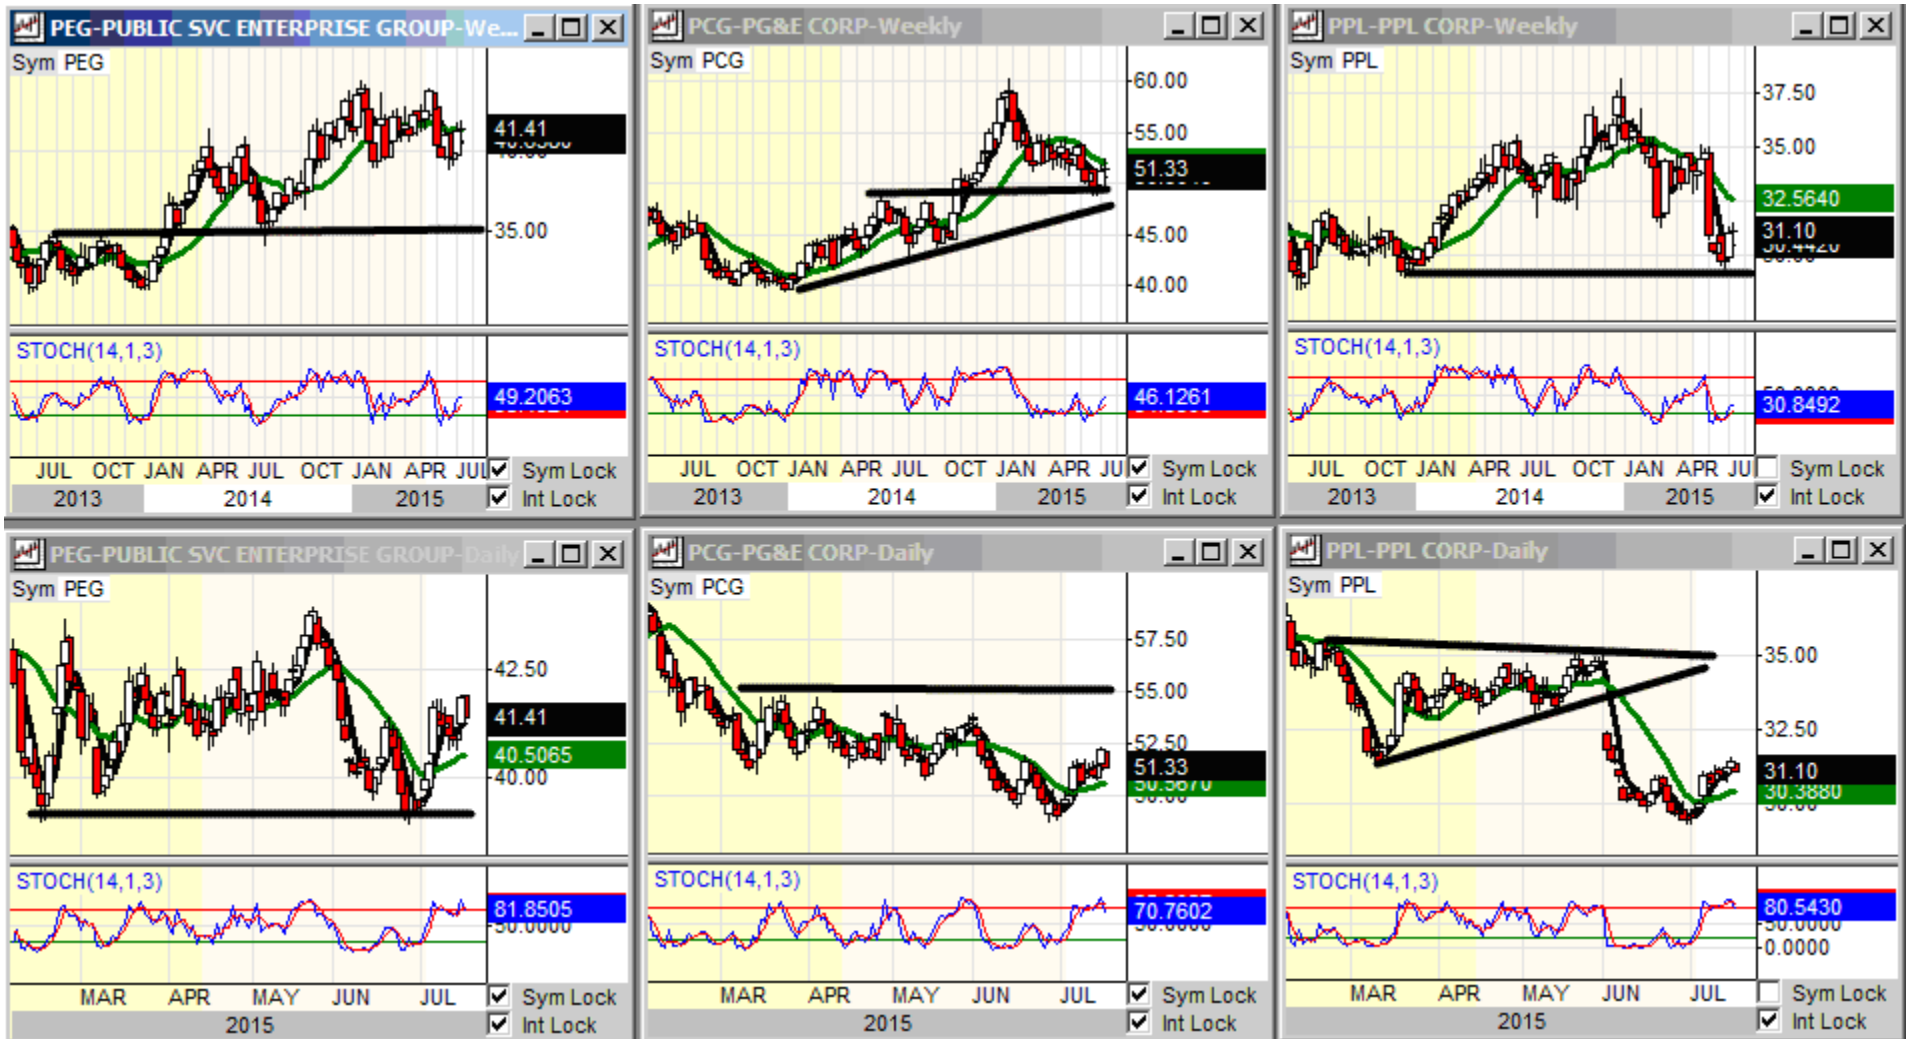 PEG-PUBLIC SVC ENTERPRISE GROUP-We...
Sym PEG
41.41
35.00
STOCH(14,1,3)
49.2063
JUL OCT JAN APR JUL OCT JAN APR JUL
2013 2014 2015
Sym Lock
Int Lock
PCG-PG&E CORP-Weekly
Sym PCG
60.00
55.00
51.33
45.00
40.00
STOCH(14,1,3)
46.1261
JUL OCT JAN APR JUL OCT JAN APR JU
2013 2014 2015
Sym Lock
Int Lock
PPL-PPL CORP-Weekly
Sym PPL
37.50
35.00
32.5640
31.10
STOCH(14,1,3)
30.8492
JUL OCT JAN APR JUL OCT JAN APR JU
2013 2014 2015
Sym Lock
Int Lock
PEG-PUBLIC SVC ENTERPRISE GROUP-Daily
Sym PEG
42.50
41.41
40.5065
40.00
STOCH(14,1,3)
81.8505
50.0000
MAR APR MAY JUN JUL
2015
Sym Lock
Int Lock
PCG-PG&E CORP-Daily
Sym PCG
57.50
55.00
52.50
51.33
STOCH(14,1,3)
70.7602
MAR APR MAY JUN JUL
2015
Sym Lock
Int Lock
PPL-PPL CORP-Daily
Sym PPL
35.00
32.50
31.10
30.3880
STOCH(14,1,3)
80.5430
50.0000
0.0000
MAR APR MAY JUN JUL
2015
Sym Lock
Int Lock